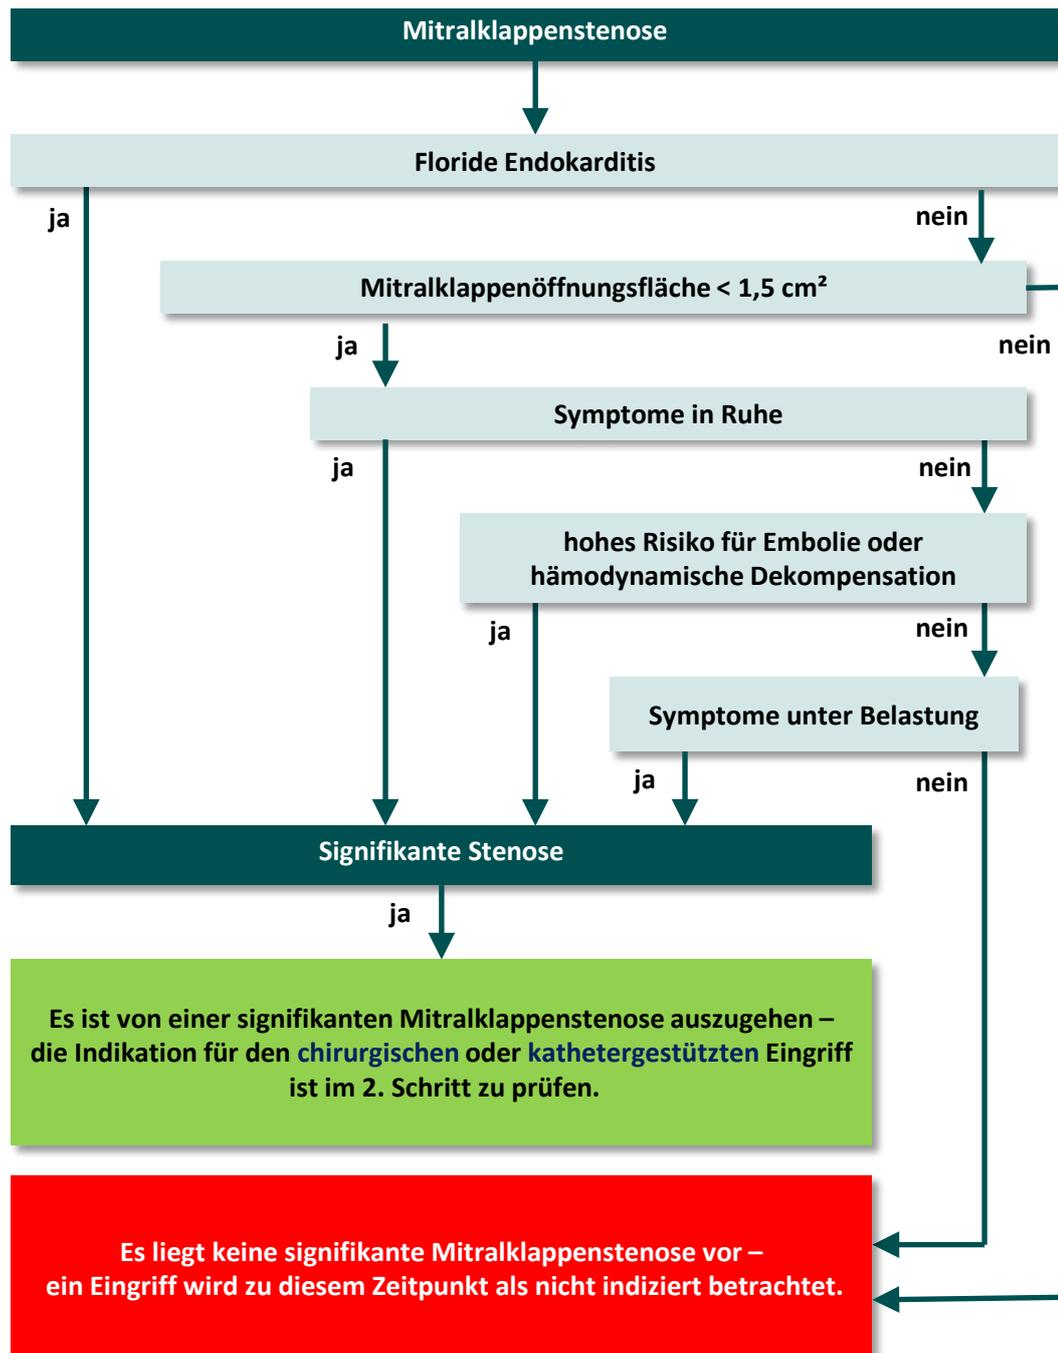 Mitralklappenstenose
Floride Endokarditis
ja
nein
Mitralklappenöffnungsfläche < 1,5 cm²
ja
nein
Symptome in Ruhe
ja
nein
hohes Risiko für Embolie oder
hämodynamische Dekompensation
ja
nein
Symptome unter Belastung
ja
nein
Signifikante Stenose
ja
Es ist von einer signifikanten Mitralklappenstenose auszugehen –
die Indikation für den chirurgischen oder kathetergestützten Eingriff
ist im 2. Schritt zu prüfen.
Es liegt keine signifikante Mitralklappenstenose vor –
ein Eingriff wird zu diesem Zeitpunkt als nicht indiziert betrachtet.